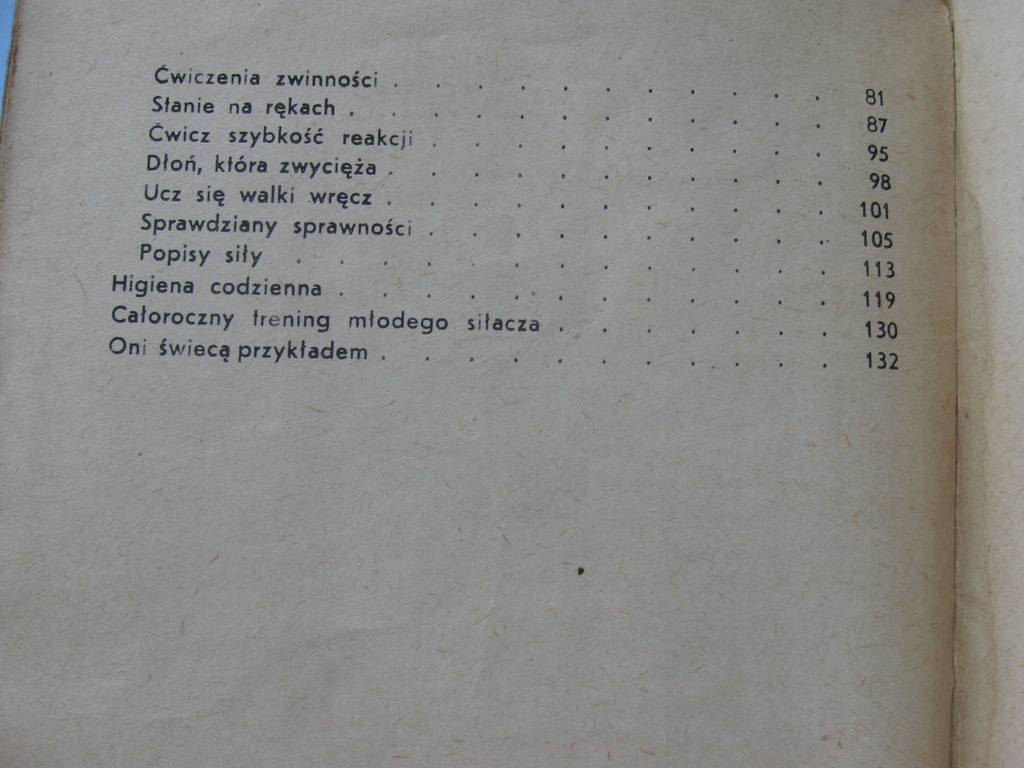 Ćwiczenia zwinności . . . . . . . . . . . 81
Stanie na rękach . . . . . . . . . . . . 87
Ćwicz szybkość reakcji . . . . . . . . . . 95
Dłoń, która zwycięża . . . . . . . . . . . 98
Ucz się walki wręcz . . . . . . . . . . . 101
Sprawdziany sprawności . . . . . . . . . . 105
Popisy siły . . . . . . . . . . . . . 113
Higiena codzienna . . . . . . . . . . . . 119
Całoroczny trening młodego siłacza . . . . . . . 130
Oni świecą przykładem . . . . . . . . . . . 132